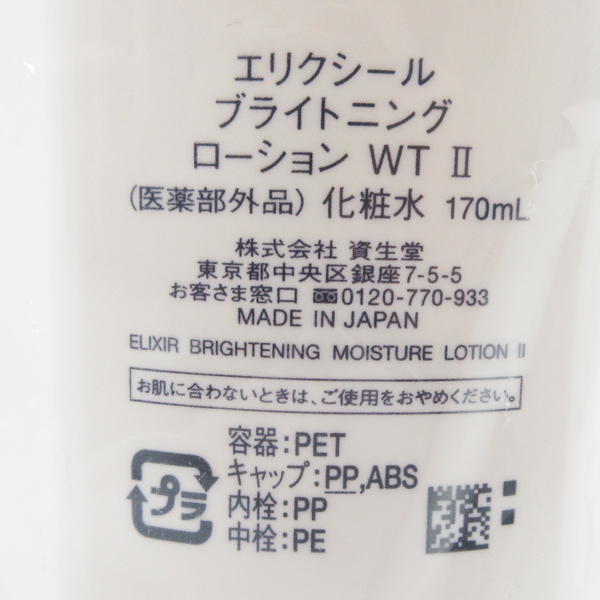 エリクシール
ブライトニング
ローション WT Ⅱ
(医薬部外品) 化粧水 170mL
株式会社 資生堂
東京都中央区銀座7-5-5
お客さま窓口 0120-770-933
MADE IN JAPAN
ELIXIR BRIGHTENING MOISTURE LOTION Ⅱ
お肌に合わないときは、ご使用をおやめください。
容器:PET
キャップ:PP,ABS
内栓:PP
中栓:PE
プラ